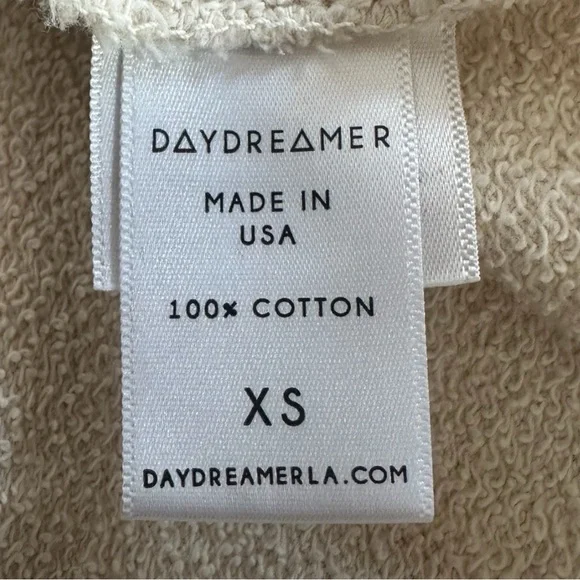 DAYDREAMER
MADE IN
USA
100% COTTON
XS
DAYDREAMERLA.COM